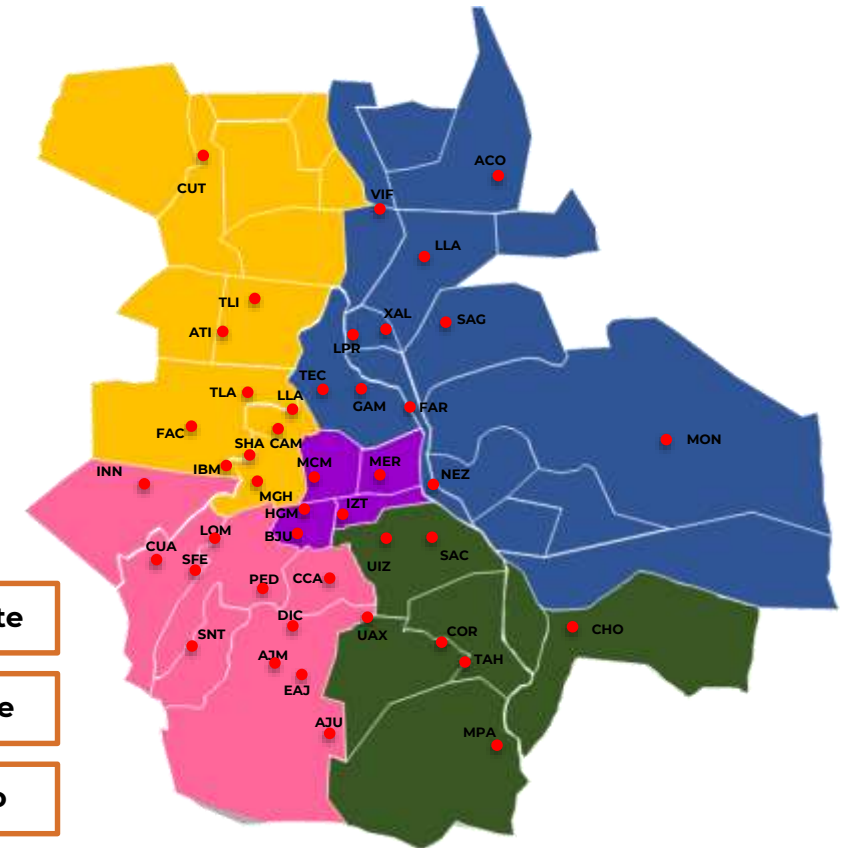 ACO
CUT
VIF
LLA
TLI
XAL
SAG
ATI
LPR
TEC
TLA
LLA
GAM
FAR
FAC
SHA
CAM
MON
IBM
MCM
MER
INN
NEZ
MGH
IZT
HGM
LOM
BJU
CUA
SFE
UIZ
SAC
PED
CCA
te
DIC
UAX
COR
CHO
SNT
AJM
TAH
EAJ
e
AJU
MPA
o